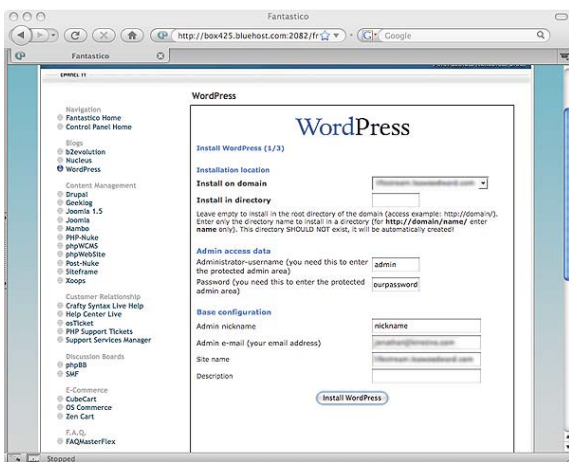 Fantastico
http://box425.bluehost.com:2082/fr
Google
Fantastico
CPANEL 11
WordPress
Navigation
Fantastico Home
Control Panel Home
Blogs
b2evolution
Nucleus
WordPress
Content Management
Drupal
Geeklog
Joomla 1.5
Joomla
Mambo
PHP-Nuke
phpWCMS
phpWebSite
Post-Nuke
Siteframe
Xoops
Customer Relationship
Crafty Syntax Live Help
Help Center Live
osTicket
PHP Support Tickets
Support Services Manager
Discussion Boards
phpBB
SMF
E-Commerce
CubeCart
OS Commerce
Zen Cart
F.A.Q.
FAQMasterFlex
WordPress
Install WordPress (1/3)
Installation location
Install on domain
Install in directory
Leave empty to install in the root directory of the domain (access example: http://domain/).
Enter only the directory name to install in a directory (for http://domain/name/ enter
name only). This directory SHOULD NOT exist, it will be automatically created!
Admin access data
Administrator-username (you need this to enter
the protected admin area)
admin
Password (you need this to enter the protected
admin area)
ourpassword
Base configuration
Admin nickname
nickname
Admin e-mail (your email address)
Site name
Description
Install WordPress
Stopped